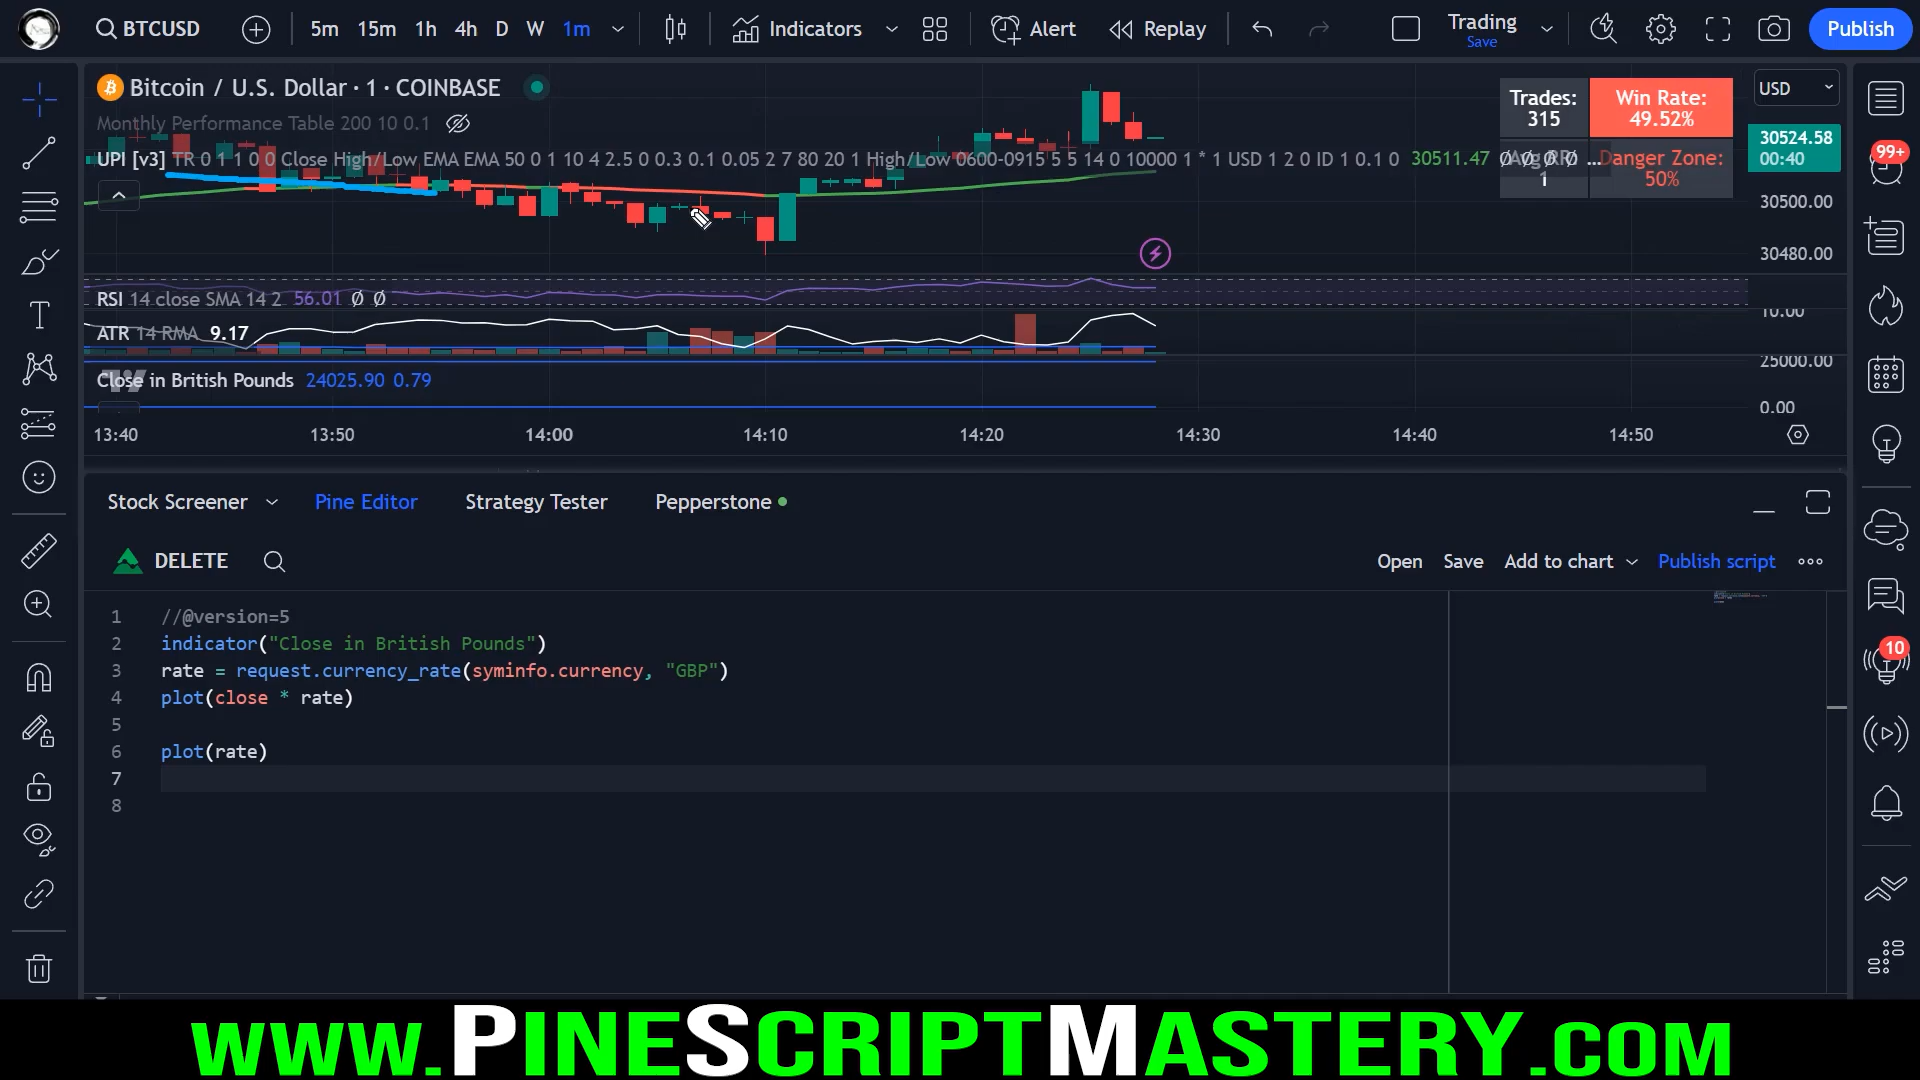 BTCUSD 5m 15m 1h 4h D W 1m Indicators Alert Replay Trading Save Publish
Bitcoin / U.S. Dollar · 1 · COINBASE
Monthly Performance Table 200 10 0.1
UPI [v3] TR 0 1 1 0 0 Close High/Low EMA EMA 50 0 1 10 4 2.5 0 0.3 0.1 0.05 2 7 80 20 1 High/Low 0600-0915 5 5 14 0 10000 1 * 1 USD 1 2 0 ID 1 0.1 0 30511.47 Ø Ø Ø Ø ...
Trades: 315
Win Rate: 49.52%
Avg RR: 1
Danger Zone: 50%
USD
30524.58
00:40
30500.00
30480.00
RSI 14 close SMA 14 2 56.01 Ø Ø
10.00
ATR 14 RMA 9.17
25000.00
Close in British Pounds 24025.90 0.79
0.00
13:40 13:50 14:00 14:10 14:20 14:30 14:40 14:50
99+
10
Stock Screener Pine Editor Strategy Tester Pepperstone
DELETE Open Save Add to chart Publish script
1 //@version=5
2 indicator("Close in British Pounds")
3 rate = request.currency_rate(syminfo.currency, "GBP")
4 plot(close * rate)
5
6 plot(rate)
7
8
www.PineScriptMastery.com